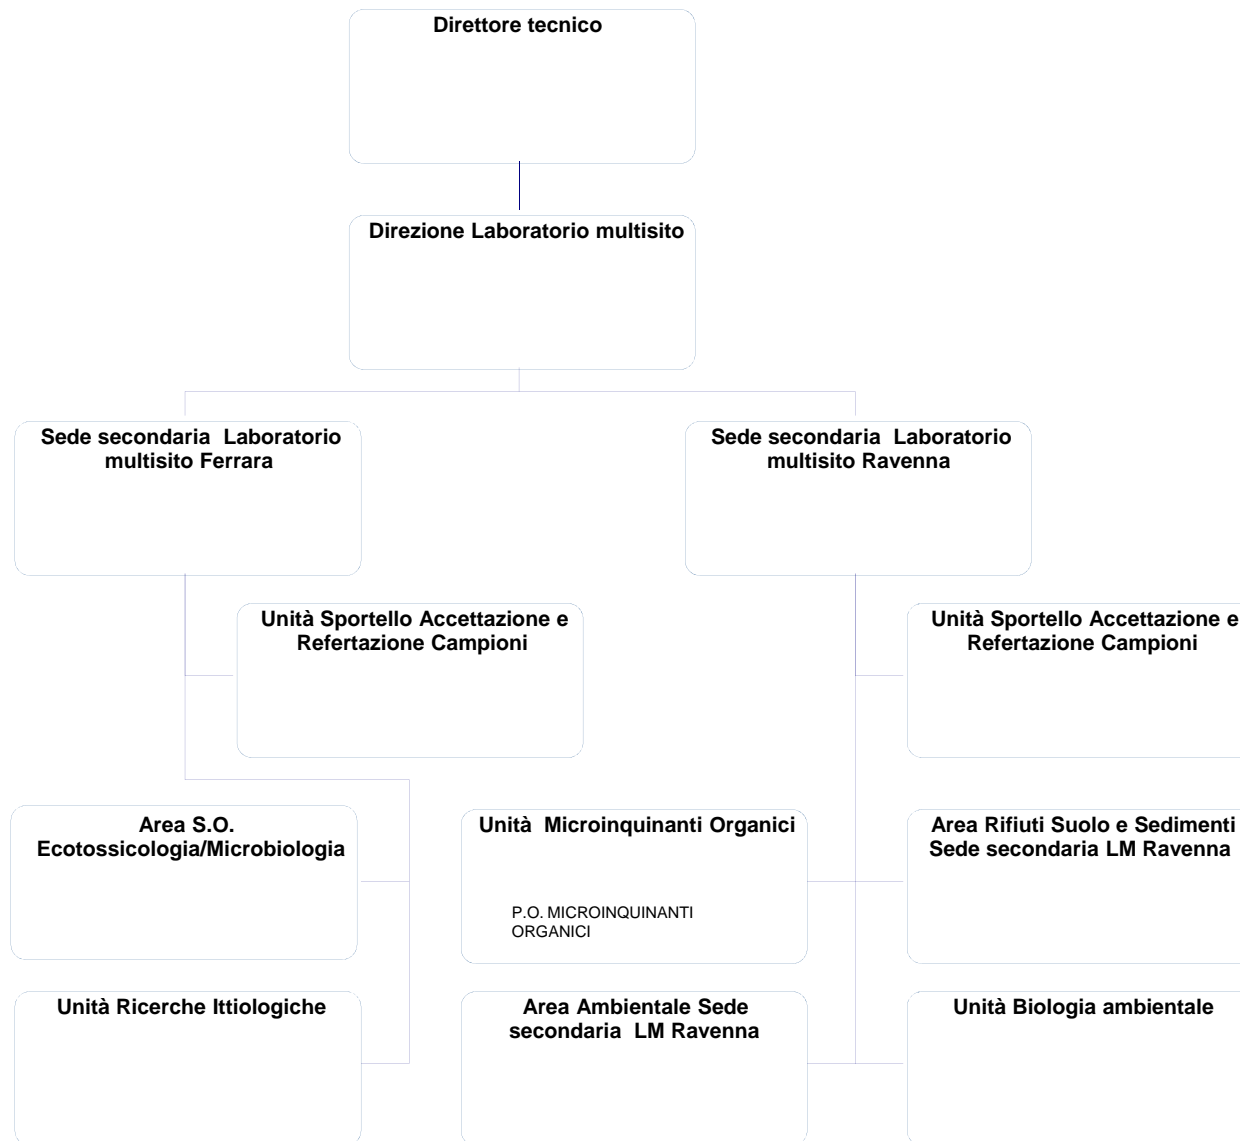 Direttore tecnico
Direzione Laboratorio multisito
Sede secondaria Laboratorio
multisito Ferrara
Sede secondaria Laboratorio
multisito Ravenna
Unità Sportello Accettazione e
Refertazione Campioni
Unità Sportello Accettazione e
Refertazione Campioni
Area S.O.
Ecotossicologia/Microbiologia
Unità Microinquinanti Organici
P.O. MICROINQUINANTI
ORGANICI
Area Rifiuti Suolo e Sedimenti
Sede secondaria LM Ravenna
Unità Ricerche Ittiologiche
Area Ambientale Sede
secondaria LM Ravenna
Unità Biologia ambientale